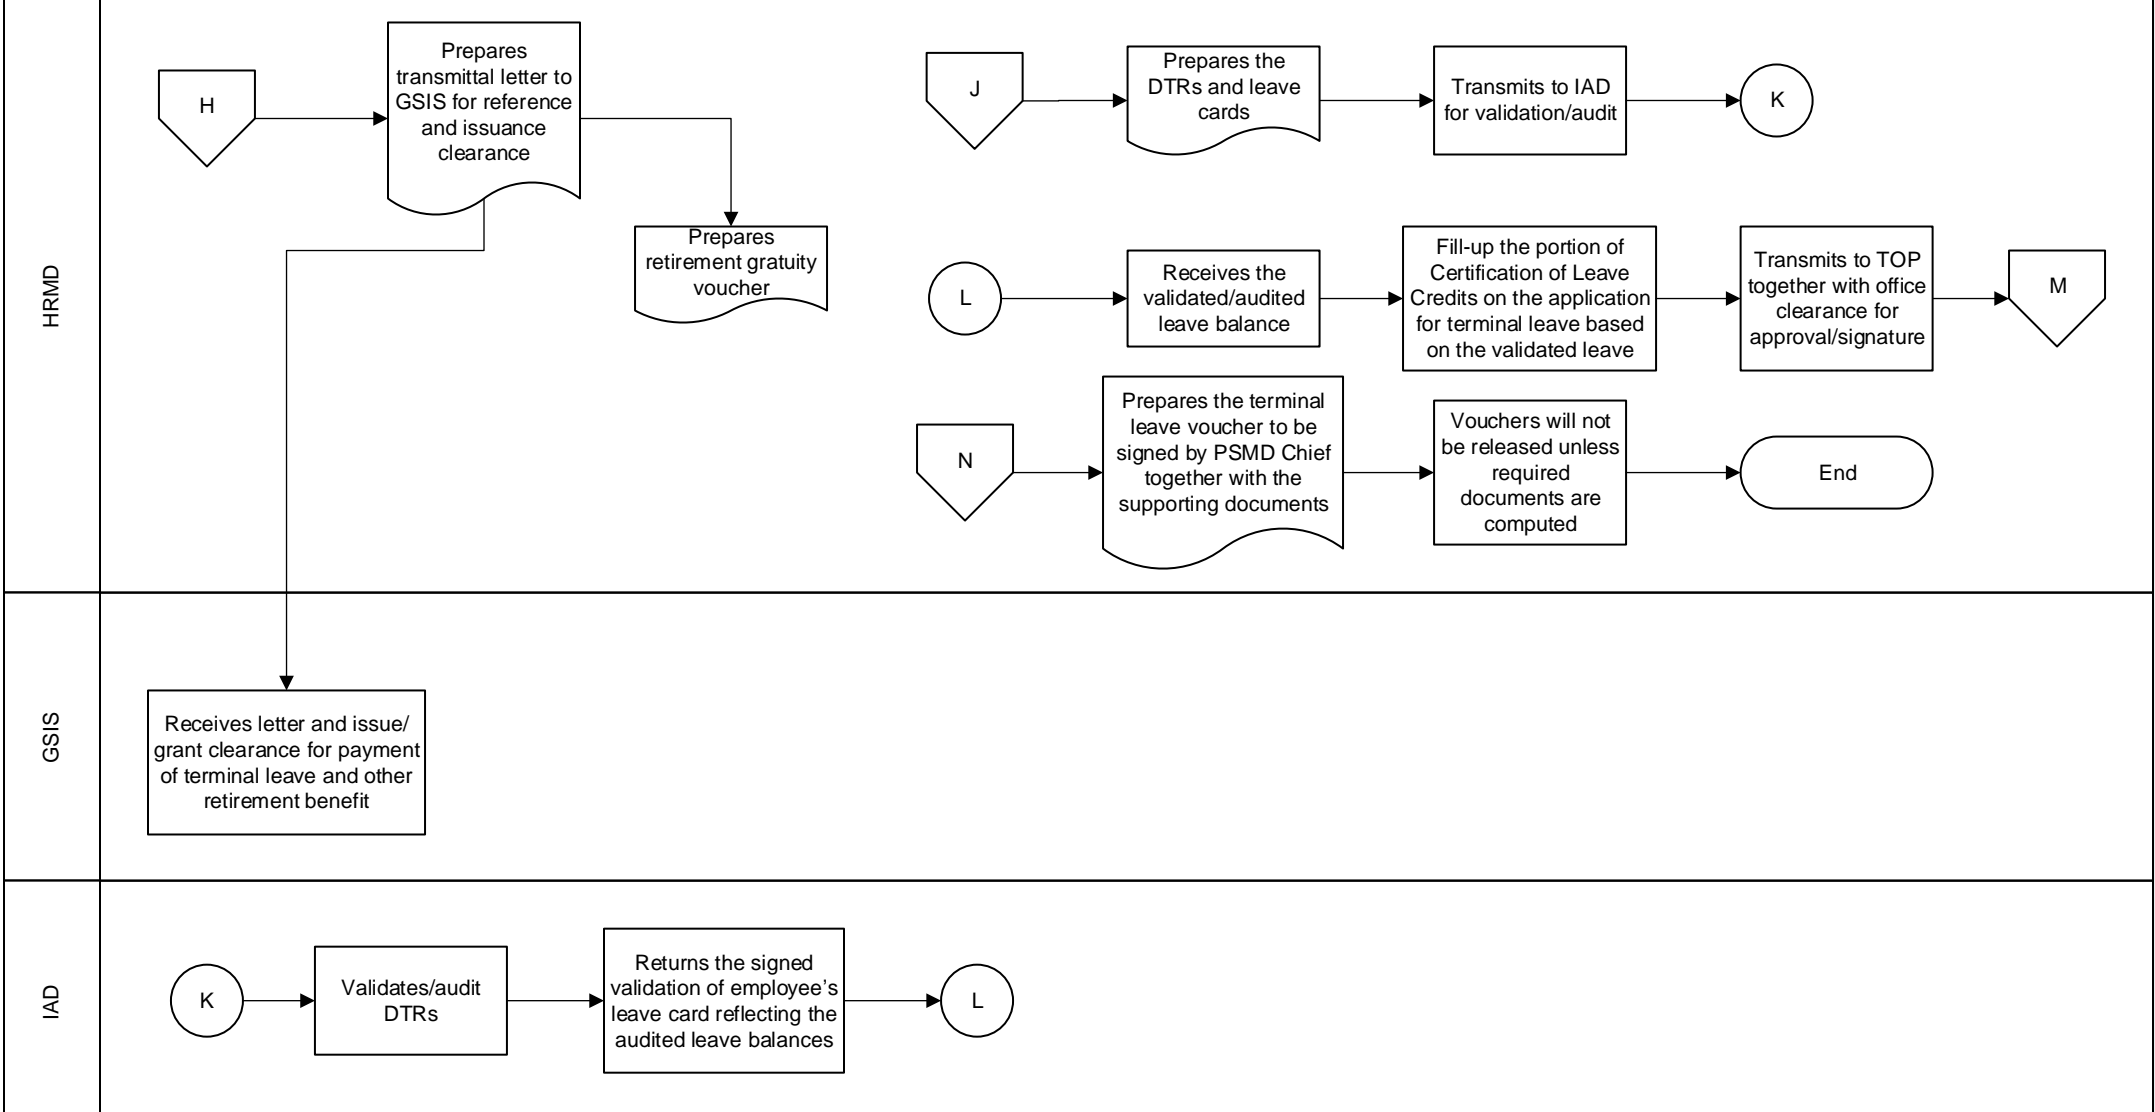 HRMD
H
Prepares
transmittal letter to
GSIS for reference
and issuance
clearance
Prepares
retirement gratuity
voucher
J
Prepares the
DTRs and leave
cards
Transmits to IAD
for validation/audit
K
L
Receives the
validated/audited
leave balance
Fill-up the portion of
Certification of Leave
Credits on the application
for terminal leave based
on the validated leave
Transmits to TOP
together with office
clearance for
approval/signature
M
N
Prepares the terminal
leave voucher to be
signed by PSMD Chief
together with the
supporting documents
Vouchers will not
be released unless
required
documents are
computed
End
GSIS
Receives letter and issue/
grant clearance for payment
of terminal leave and other
retirement benefit
IAD
K
Validates/audit
DTRs
Returns the signed
validation of employee’s
leave card reflecting the
audited leave balances
L